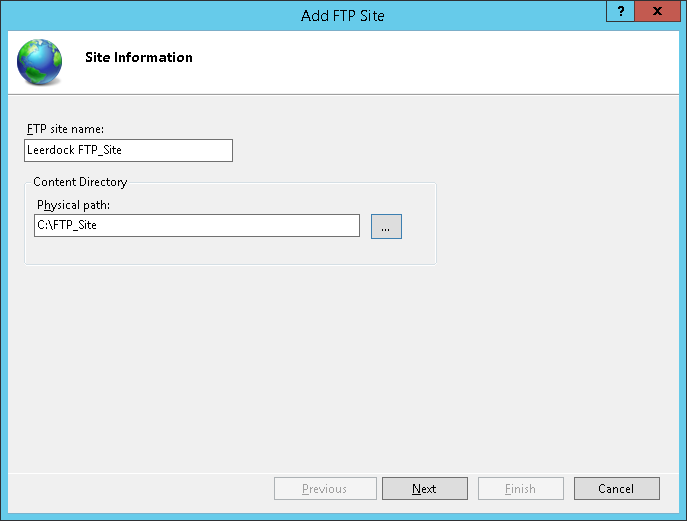 Add FTP Site
?
X
Site Information
FTP site name:
Leerdock FTP_Site
Content Directory
Physical path:
C:\FTP_Site
...
Previous
Next
Finish
Cancel